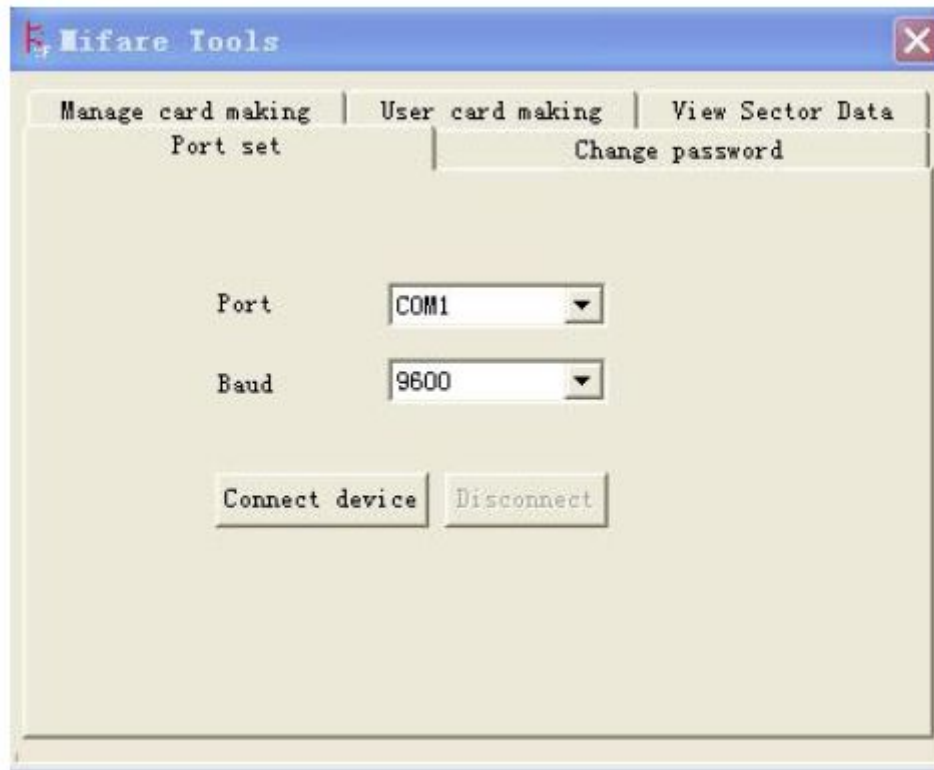 Mifare Tools
Manage card making User card making View Sector Data
Port set Change password
Port COM1
Baud 9600
Connect device Disconnect